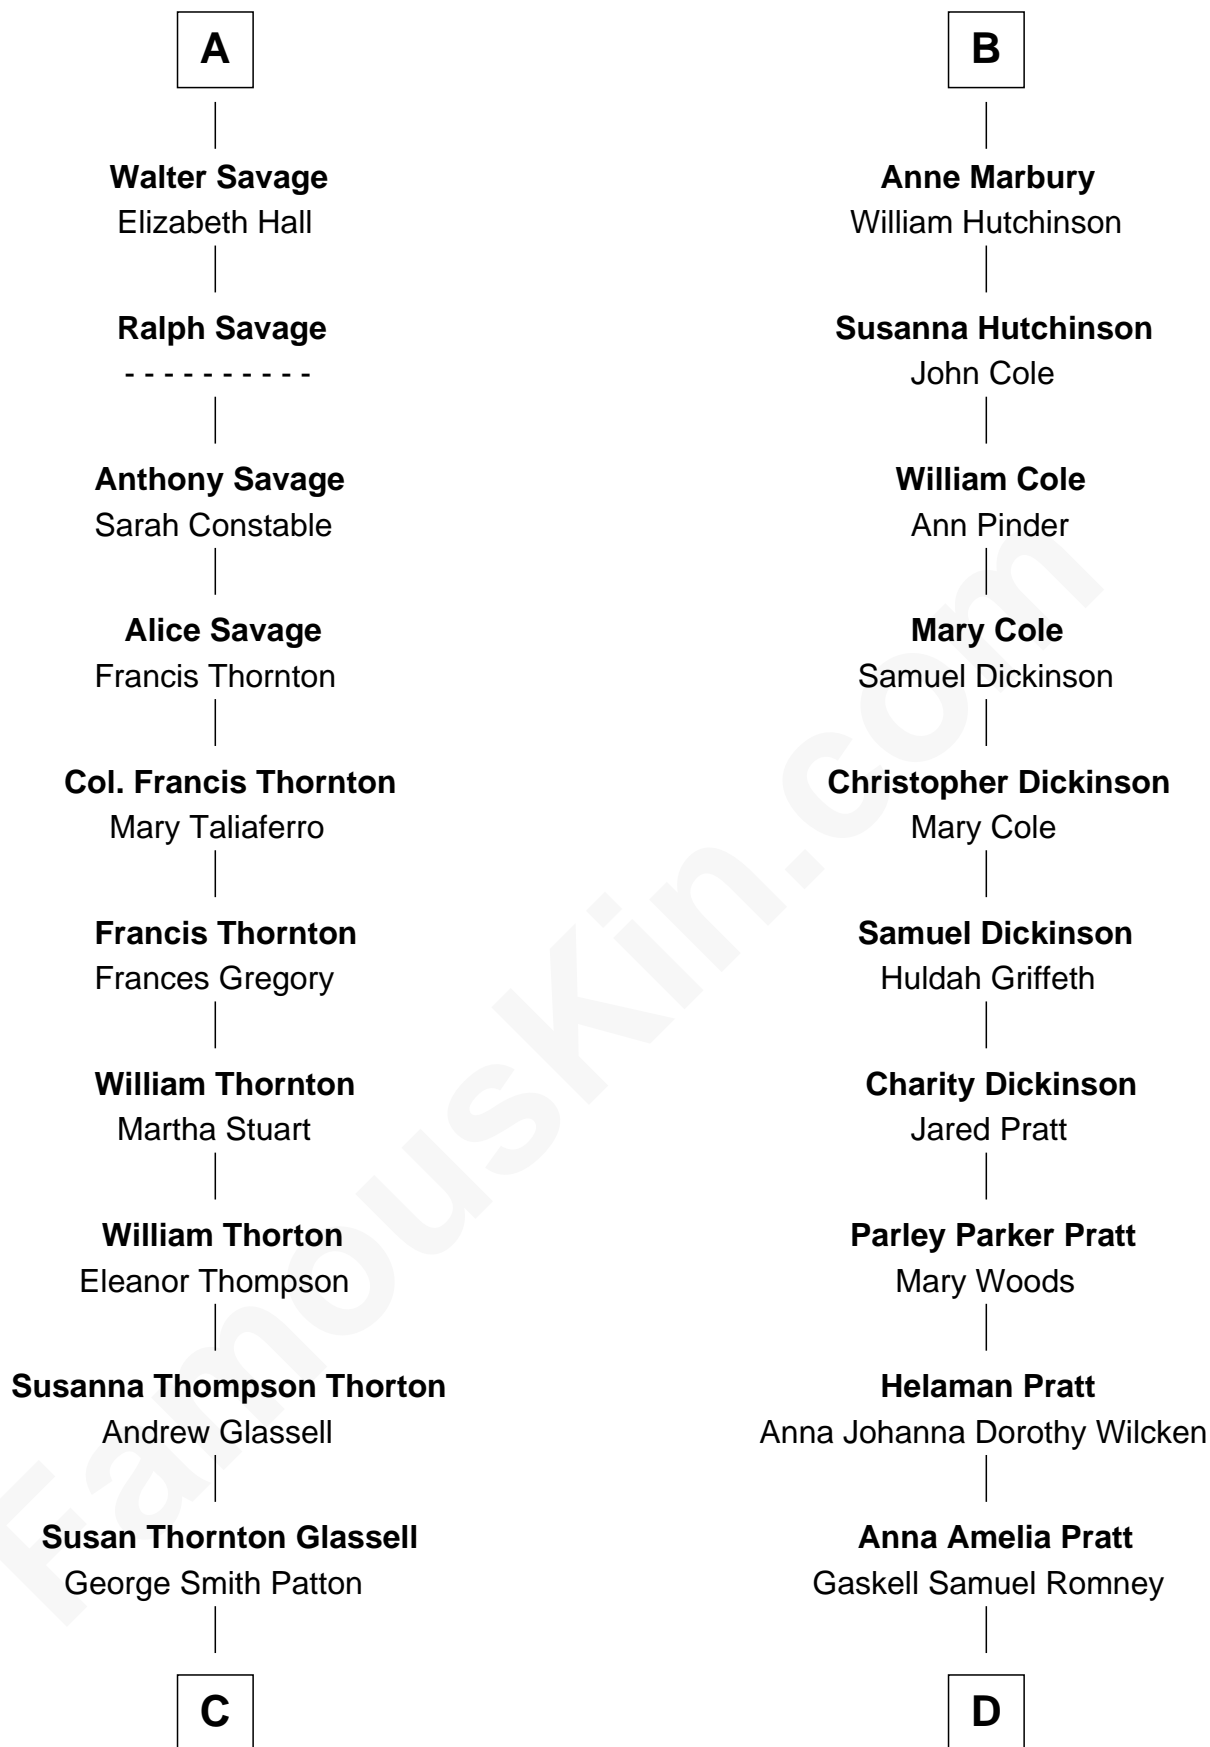 A
Walter Savage
Elizabeth Hall
Ralph Savage
- - - - - - - - - -
Anthony Savage
Sarah Constable
Alice Savage
Francis Thornton
Col. Francis Thornton
Mary Taliaferro
Francis Thornton
Frances Gregory
William Thornton
Martha Stuart
William Thorton
Eleanor Thompson
Susanna Thompson Thorton
Andrew Glassell
Susan Thornton Glassell
George Smith Patton
C
B
Anne Marbury
William Hutchinson
Susanna Hutchinson
John Cole
William Cole
Ann Pinder
Mary Cole
Samuel Dickinson
Christopher Dickinson
Mary Cole
Samuel Dickinson
Huldah Griffeth
Charity Dickinson
Jared Pratt
Parley Parker Pratt
Mary Woods
Helaman Pratt
Anna Johanna Dorothy Wilcken
Anna Amelia Pratt
Gaskell Samuel Romney
D
FamousKin.com